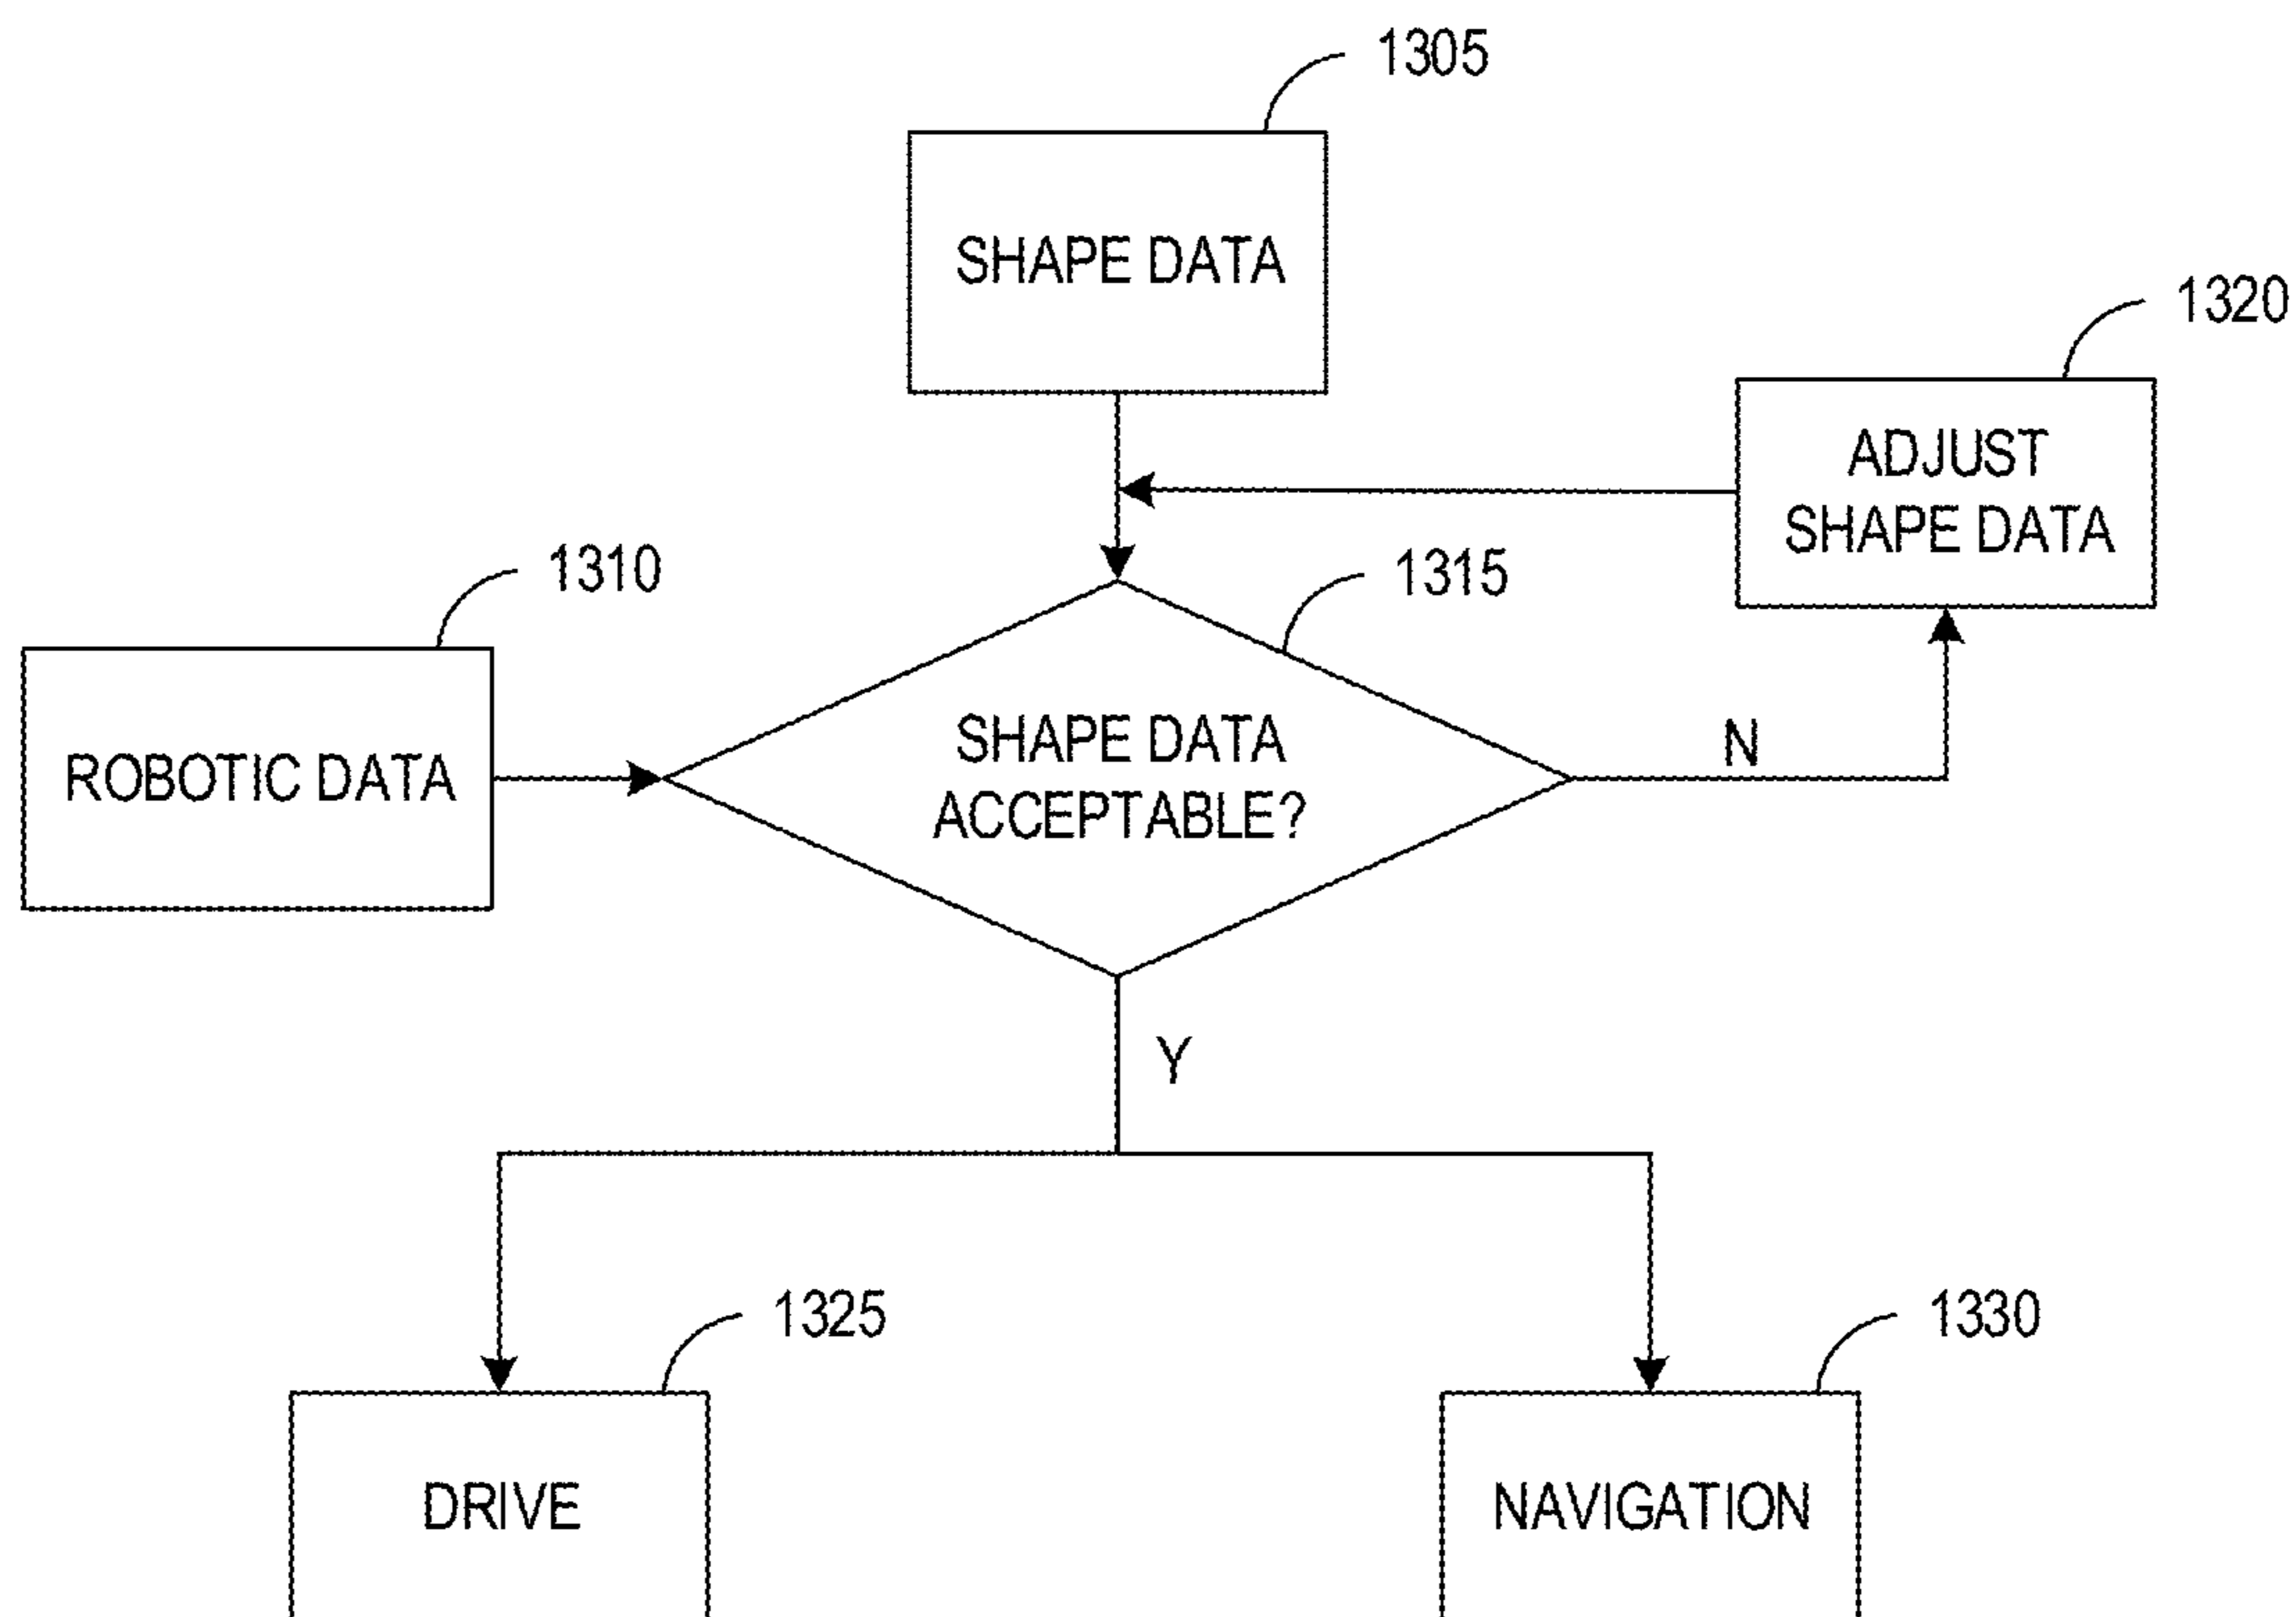 1305
SHAPE DATA
1320
ADJUST
SHAPE DATA
1310
1315
ROBOTIC DATA
SHAPE DATA
ACCEPTABLE?
N
Y
1325
1330
DRIVE
NAVIGATION